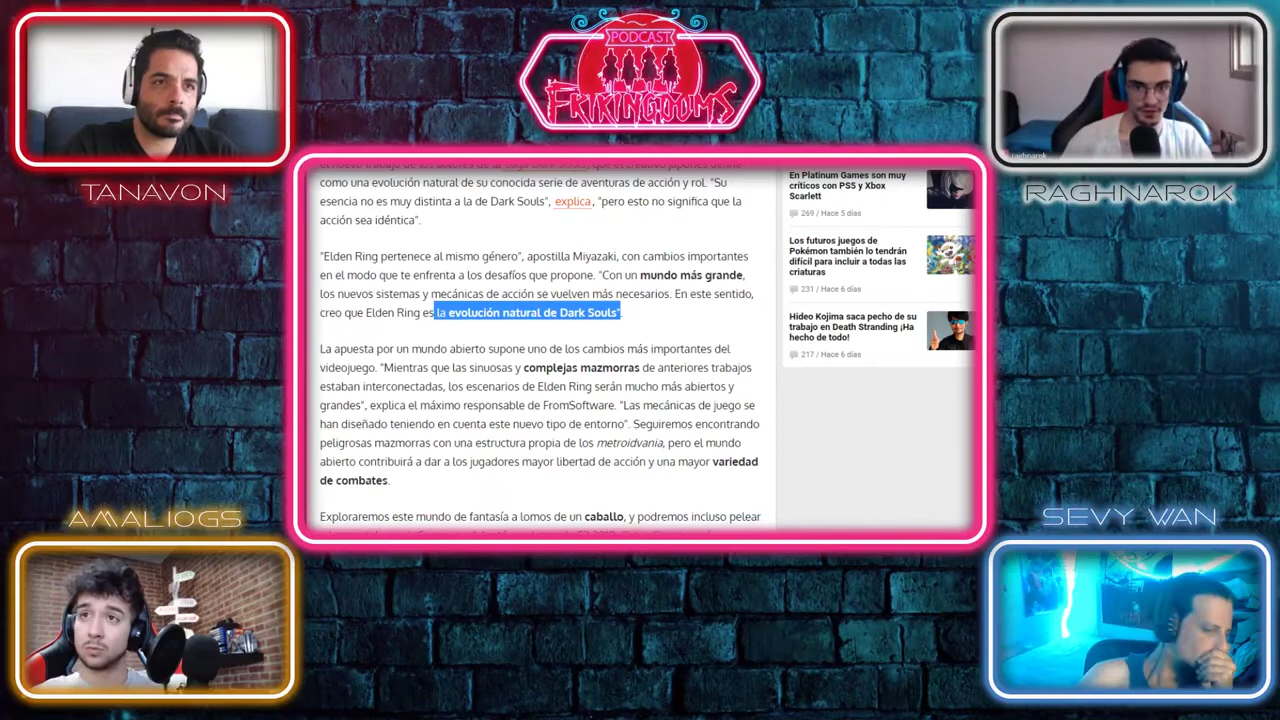 PODCAST
FRIKINGDOMS
TANAVON
raghnarok
RAGHNAROK
como una evolución natural de su conocida serie de aventuras de acción y rol. "Su
esencia no es muy distinta a la de Dark Souls", explica, "pero esto no significa que la
acción sea idéntica".
"Elden Ring pertenece al mismo género", apostilla Miyazaki, con cambios importantes
en el modo que te enfrenta a los desafíos que propone. "Con un mundo más grande,
los nuevos sistemas y mecánicas de acción se vuelven más necesarios. En este sentido,
creo que Elden Ring es la evolución natural de Dark Souls".
La apuesta por un mundo abierto supone uno de los cambios más importantes del
videojuego. "Mientras que las sinuosas y complejas mazmorras de anteriores trabajos
estaban interconectadas, los escenarios de Elden Ring serán mucho más abiertos y
grandes", explica el máximo responsable de FromSoftware. "Las mecánicas de juego se
han diseñado teniendo en cuenta este nuevo tipo de entorno". Seguiremos encontrando
peligrosas mazmorras con una estructura propia de los metroidvania, pero el mundo
abierto contribuirá a dar a los jugadores mayor libertad de acción y una mayor variedad
de combates.
Exploraremos este mundo de fantasía a lomos de un caballo, y podremos incluso pelear
En Platinum Games son muy
críticos con PS5 y Xbox
Scarlett
269 / Hace 5 días
Los futuros juegos de
Pokémon también lo tendrán
difícil para incluir a todas las
criaturas
231 / Hace 6 días
Hideo Kojima saca pecho de su
trabajo en Death Stranding ¡Ha
hecho de todo!
217 / Hace 6 días
AMALIOGS
SEVY WAN